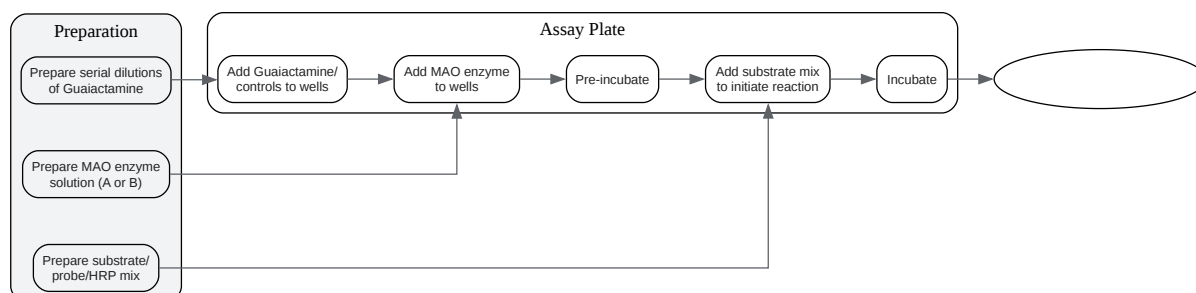 Preparation
Assay Plate
Prepare serial dilutions
of Guaiactamine
Add Guaiactamine/
controls to wells
Add MAO enzyme
to wells
Pre-incubate
Add substrate mix
to initiate reaction
Incubate
Prepare MAO enzyme
solution (A or B)
Prepare substrate/
probe/HRP mix